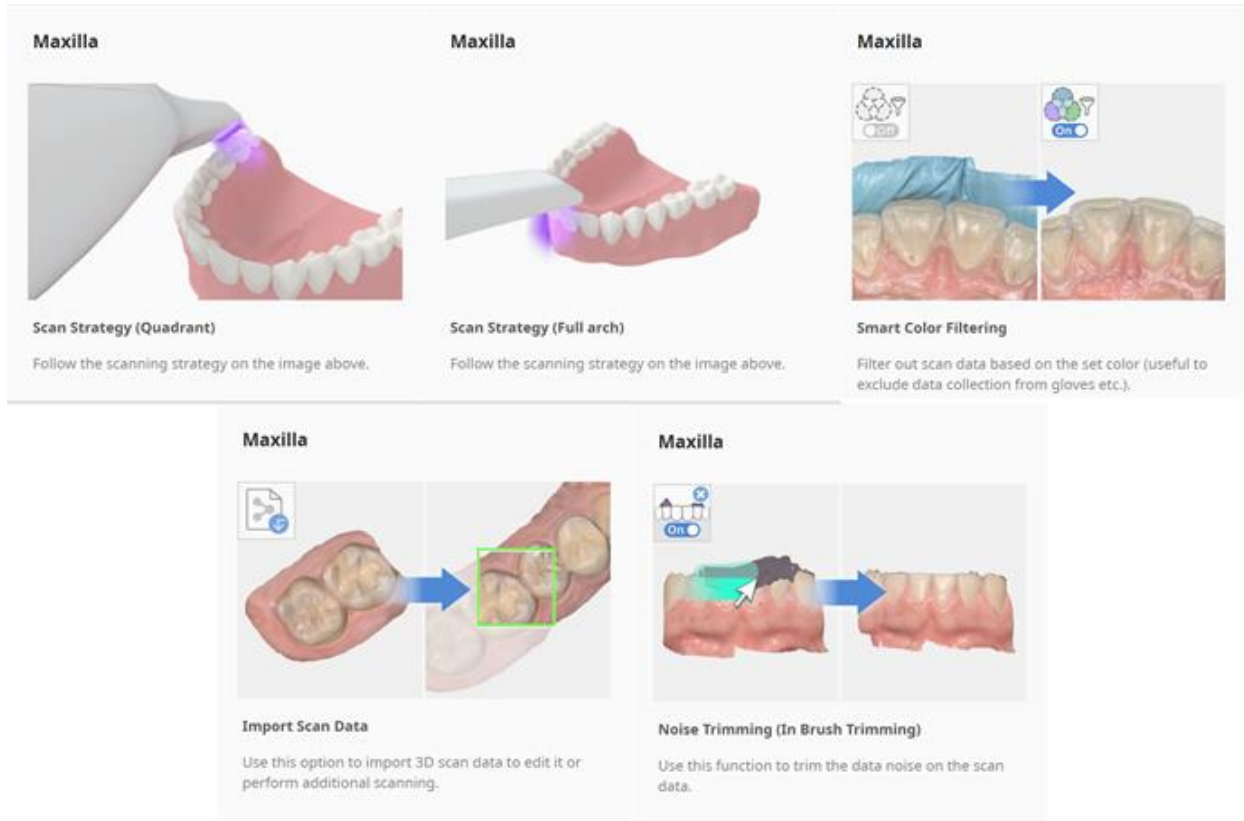 Maxilla
Maxilla
Maxilla
Off
On
Scan Strategy (Quadrant)
Follow the scanning strategy on the image above.
Scan Strategy (Full arch)
Follow the scanning strategy on the image above.
Smart Color Filtering
Filter out scan data based on the set color (useful to
exclude data collection from gloves etc.).
Maxilla
Maxilla
On
Import Scan Data
Use this option to import 3D scan data to edit it or
perform additional scanning.
Noise Trimming (In Brush Trimming)
Use this function to trim the data noise on the scan
data.